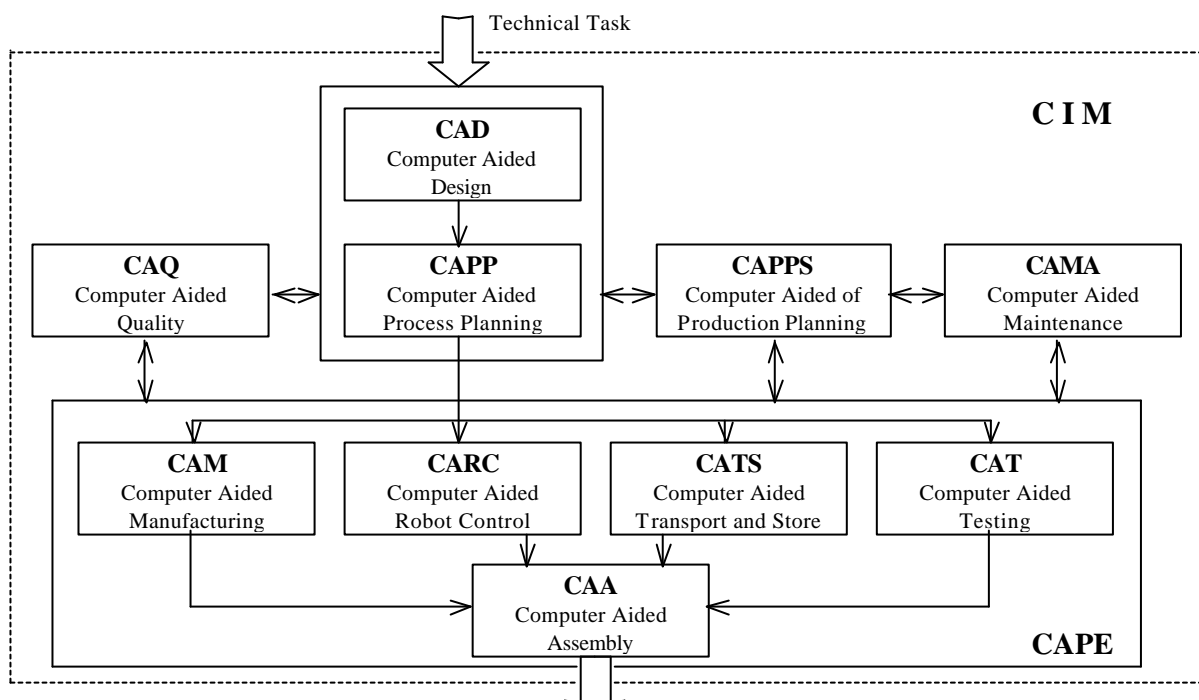 Technical Task
C I M
CAD
Computer Aided
Design
CAQ
Computer Aided
Quality
CAPP
Computer Aided
Process Planning
CAPPS
Computer Aided of
Production Planning
CAMA
Computer Aided
Maintenance
CAM
Computer Aided
Manufacturing
CARC
Computer Aided
Robot Control
CATS
Computer Aided
Transport and Store
CAT
Computer Aided
Testing
CAA
Computer Aided
Assembly
CAPE